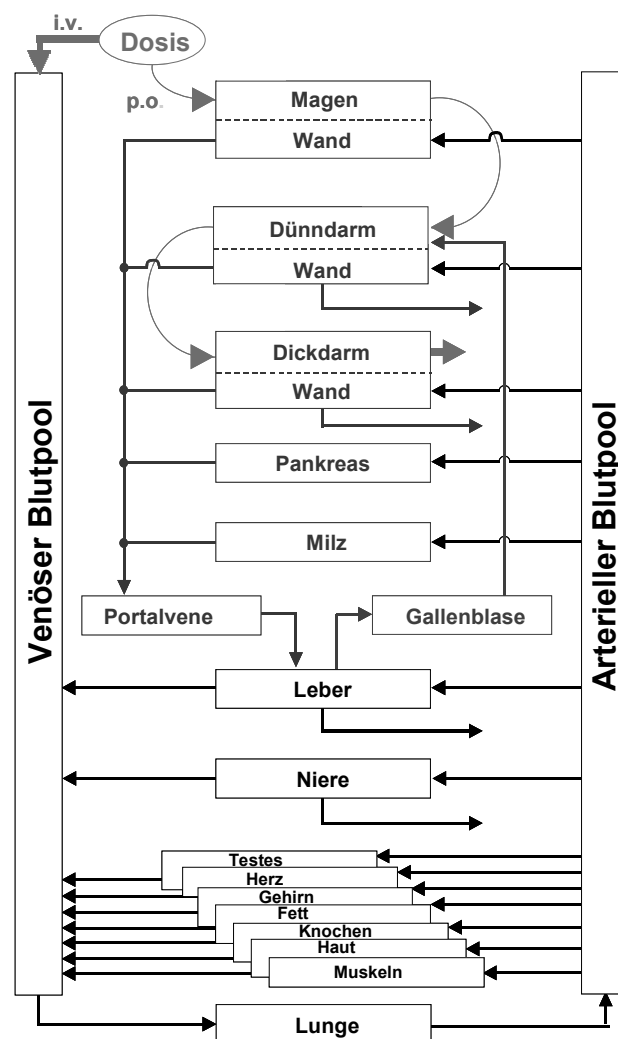 i.v.
Dosis
p.o.
Magen
Wand
Dünndarm
Wand
Dickdarm
Wand
Pankreas
Milz
Portalvene
Gallenblase
Leber
Niere
Testes
Herz
Gehirn
Fett
Knochen
Haut
Muskeln
Lunge
Venöser Blutpool
Arterieller Blutpool